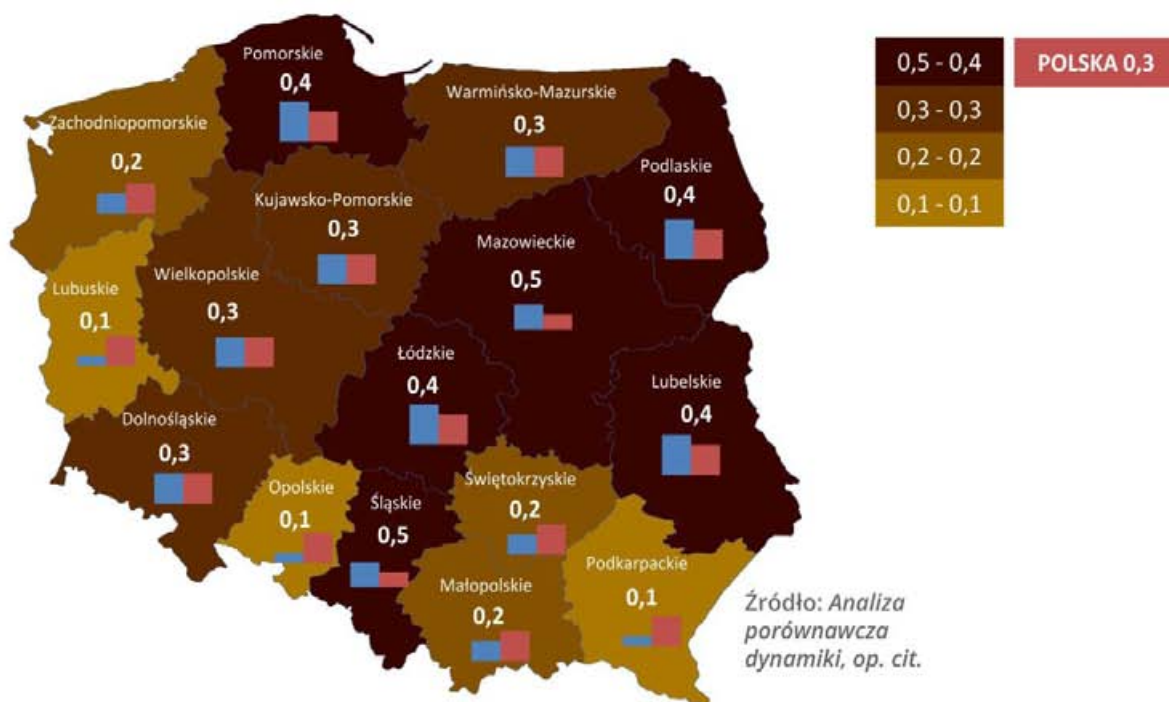 Pomorskie
0,4
Warmińsko-Mazurskie
0,3
Zachodniopomorskie
0,2
Podlaskie
0,4
Kujawsko-Pomorskie
0,3
Mazowieckie
0,5
Wielkopolskie
0,3
Lubuskie
0,1
Łódzkie
0,4
Lubelskie
0,4
Dolnośląskie
0,3
Opolskie
0,1
Śląskie
0,5
Świętokrzyskie
0,2
Małopolskie
0,2
Podkarpackie
0,1
0,5 - 0,4
POLSKA 0,3
0,3 - 0,3
0,2 - 0,2
0,1 - 0,1
Źródło: Analiza
porównawcza
dynamiki, op. cit.